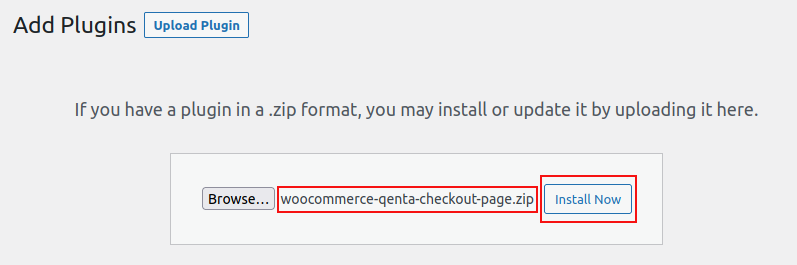 Add Plugins Upload Plugin
If you have a plugin in a .zip format, you may install or update it by uploading it here.
Browse... woocommerce-qenta-checkout-page.zip Install Now